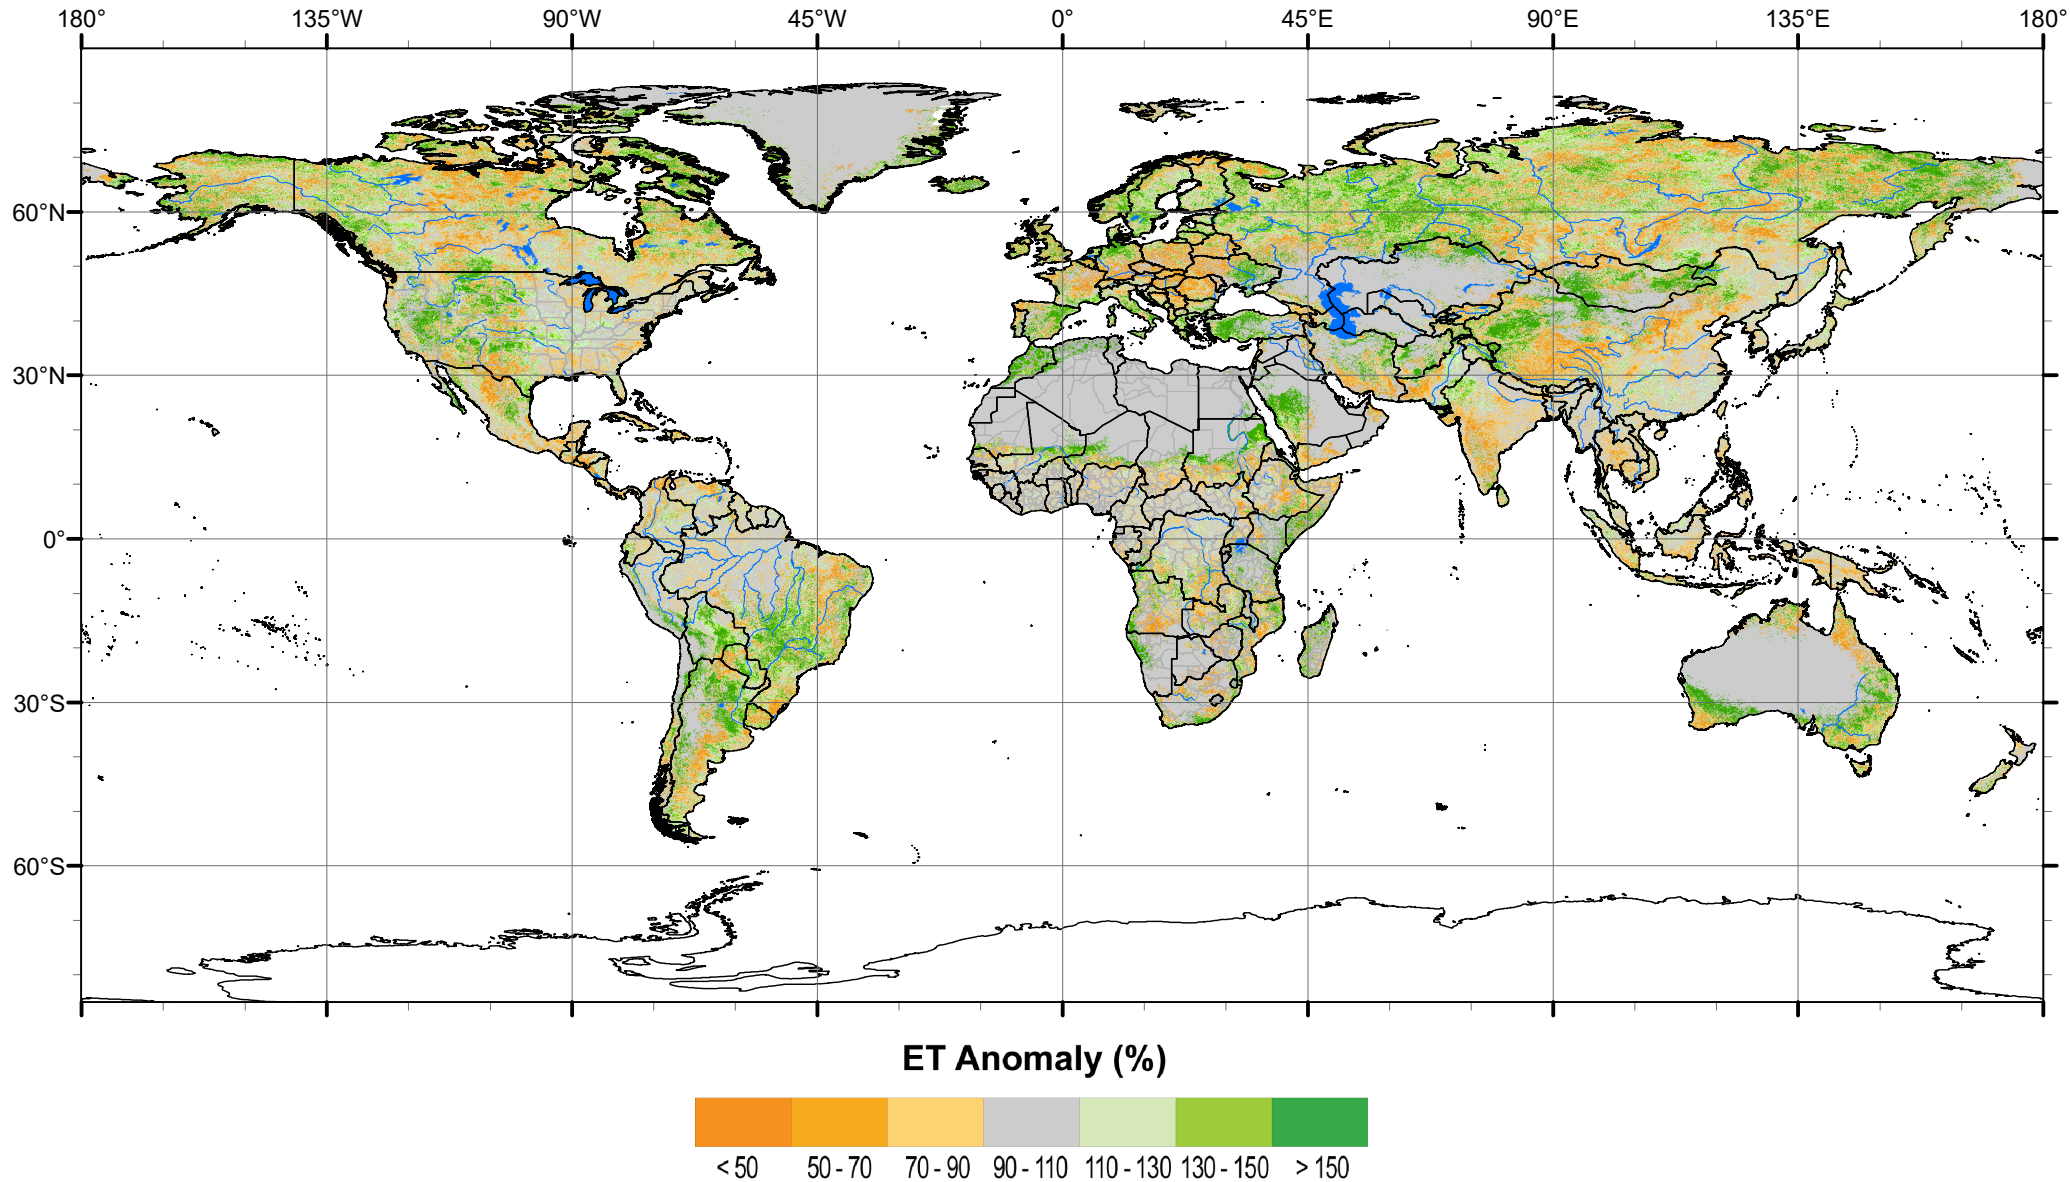 180° 135°W 90°W 45°W 0° 45°E 90°E 135°E 180°
60°N
30°N
0°
30°S
60°S
ET Anomaly (%)
< 50 50 - 70 70 - 90 90 - 110 110 - 130 130 - 150 > 150